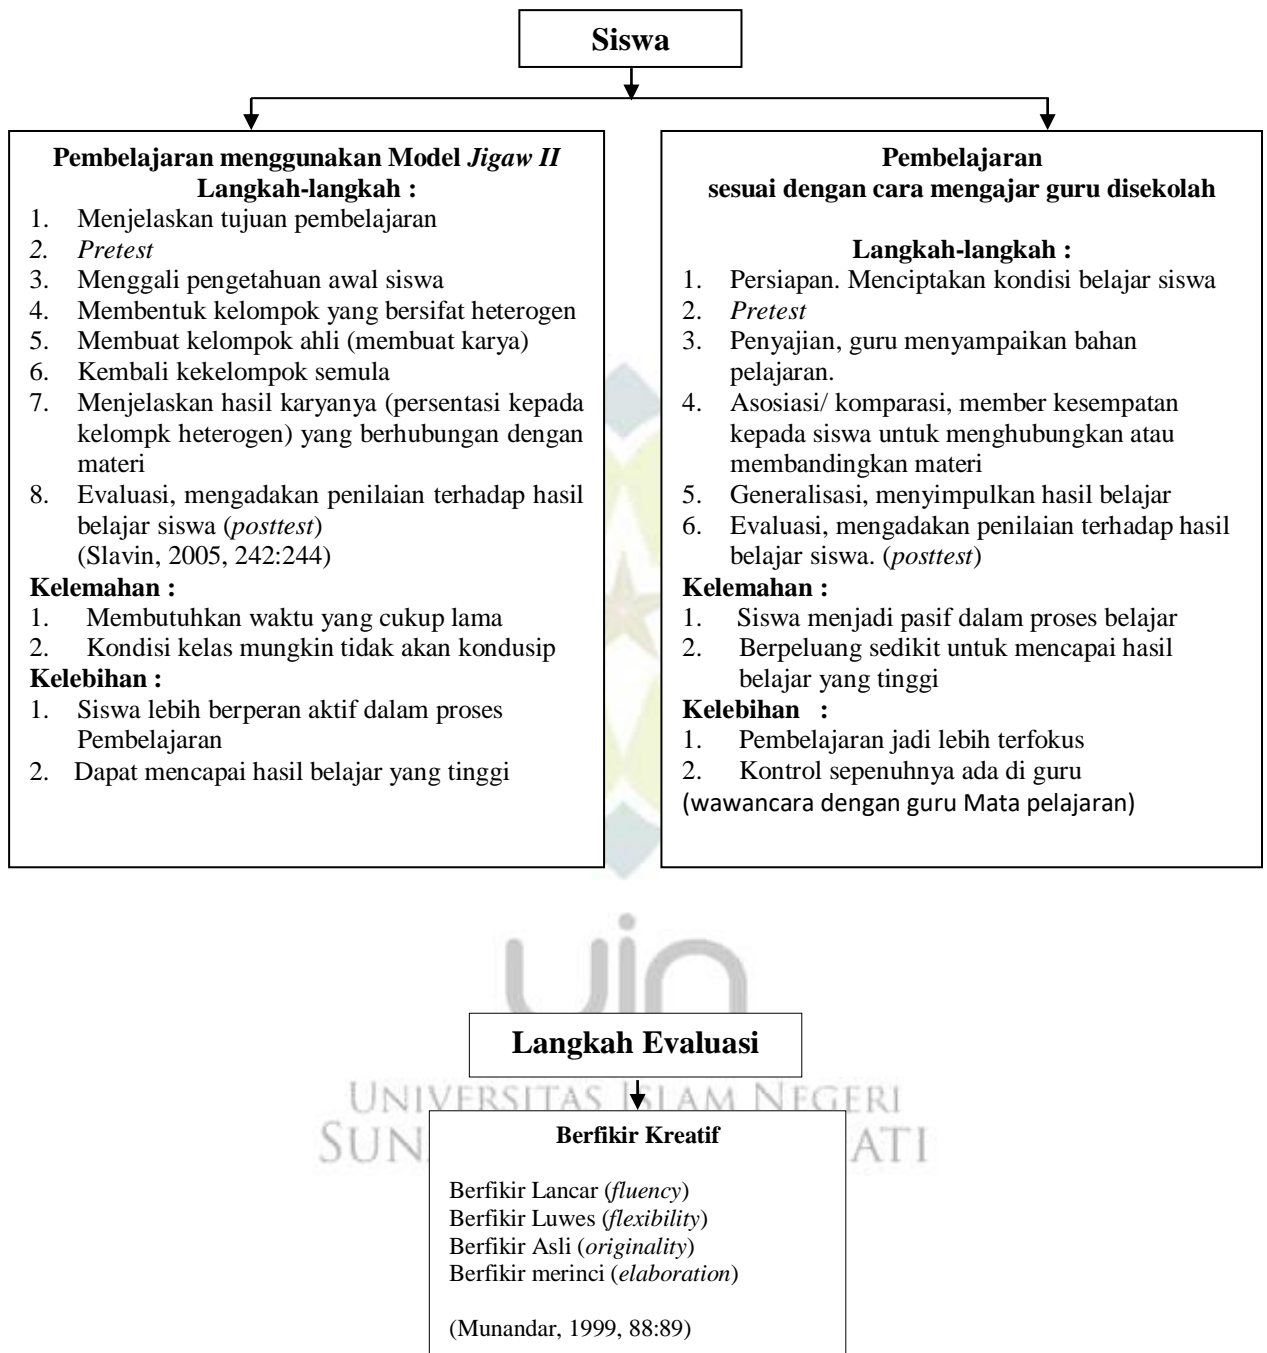 Siswa
Pembelajaran menggunakan Model Jigaw II
Langkah-langkah :
1. Menjelaskan tujuan pembelajaran
2. Pretest
3. Menggali pengetahuan awal siswa
4. Membentuk kelompok yang bersifat heterogen
5. Membuat kelompok ahli (membuat karya)
6. Kembali kekelompok semula
7. Menjelaskan hasil karyanya (persentasi kepada
kelompk heterogen) yang berhubungan dengan
materi
8. Evaluasi, mengadakan penilaian terhadap hasil
belajar siswa (posttest)
(Slavin, 2005, 242:244)
Kelemahan :
1. Membutuhkan waktu yang cukup lama
2. Kondisi kelas mungkin tidak akan kondusip
Kelebihan :
1. Siswa lebih berperan aktif dalam proses
Pembelajaran
2. Dapat mencapai hasil belajar yang tinggi
Pembelajaran
sesuai dengan cara mengajar guru disekolah
Langkah-langkah :
1. Persiapan. Menciptakan kondisi belajar siswa
2. Pretest
3. Penyajian, guru menyampaikan bahan
pelajaran.
4. Asosiasi/ komparasi, member kesempatan
kepada siswa untuk menghubungkan atau
membandingkan materi
5. Generalisasi, menyimpulkan hasil belajar
6. Evaluasi, mengadakan penilaian terhadap hasil
belajar siswa. (posttest)
Kelemahan :
1. Siswa menjadi pasif dalam proses belajar
2. Berpeluang sedikit untuk mencapai hasil
belajar yang tinggi
Kelebihan :
1. Pembelajaran jadi lebih terfokus
2. Kontrol sepenuhnya ada di guru
(wawancara dengan guru Mata pelajaran)
uin
Langkah Evaluasi
UNIVERSITAS ISLAM NEGERI
SUN ATI
Berfikir Kreatif
Berfikir Lancar (fluency)
Berfikir Luwes (flexibility)
Berfikir Asli (originality)
Berfikir merinci (elaboration)
(Munandar, 1999, 88:89)